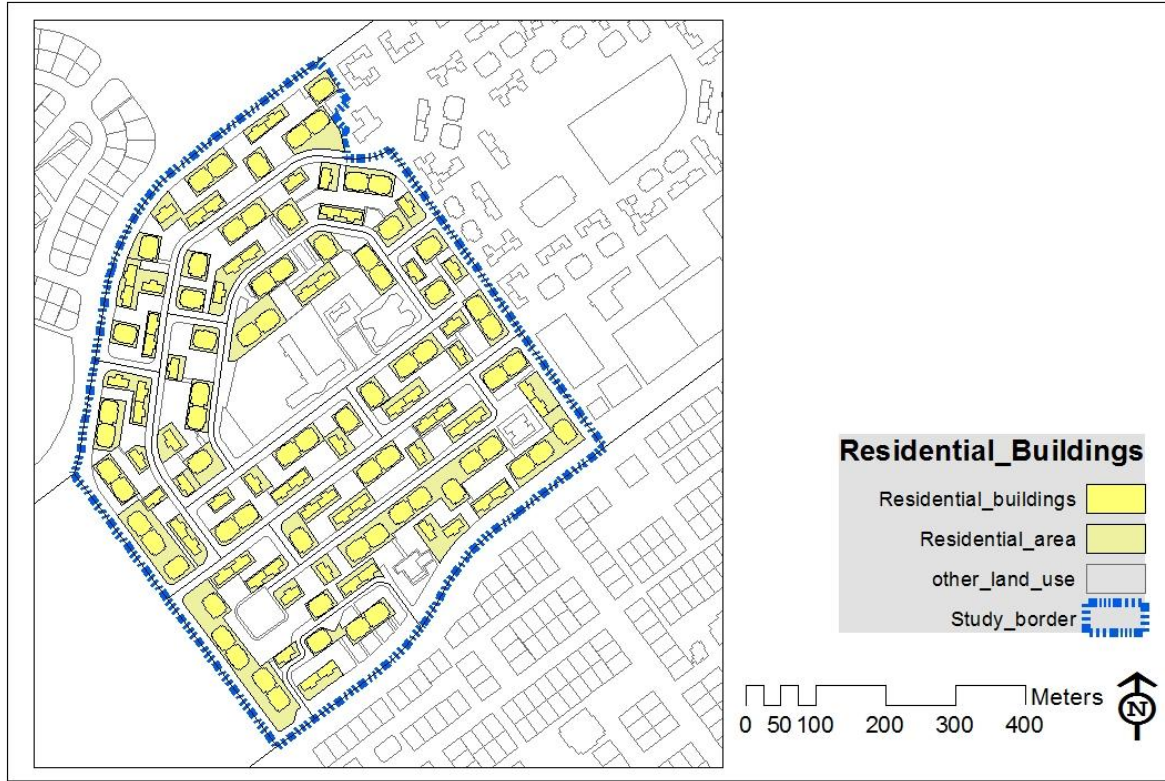 Residential_Buildings
Residential_buildings
Residential_area
other_land_use
Study_border
Meters
0 50 100 200 300 400
N